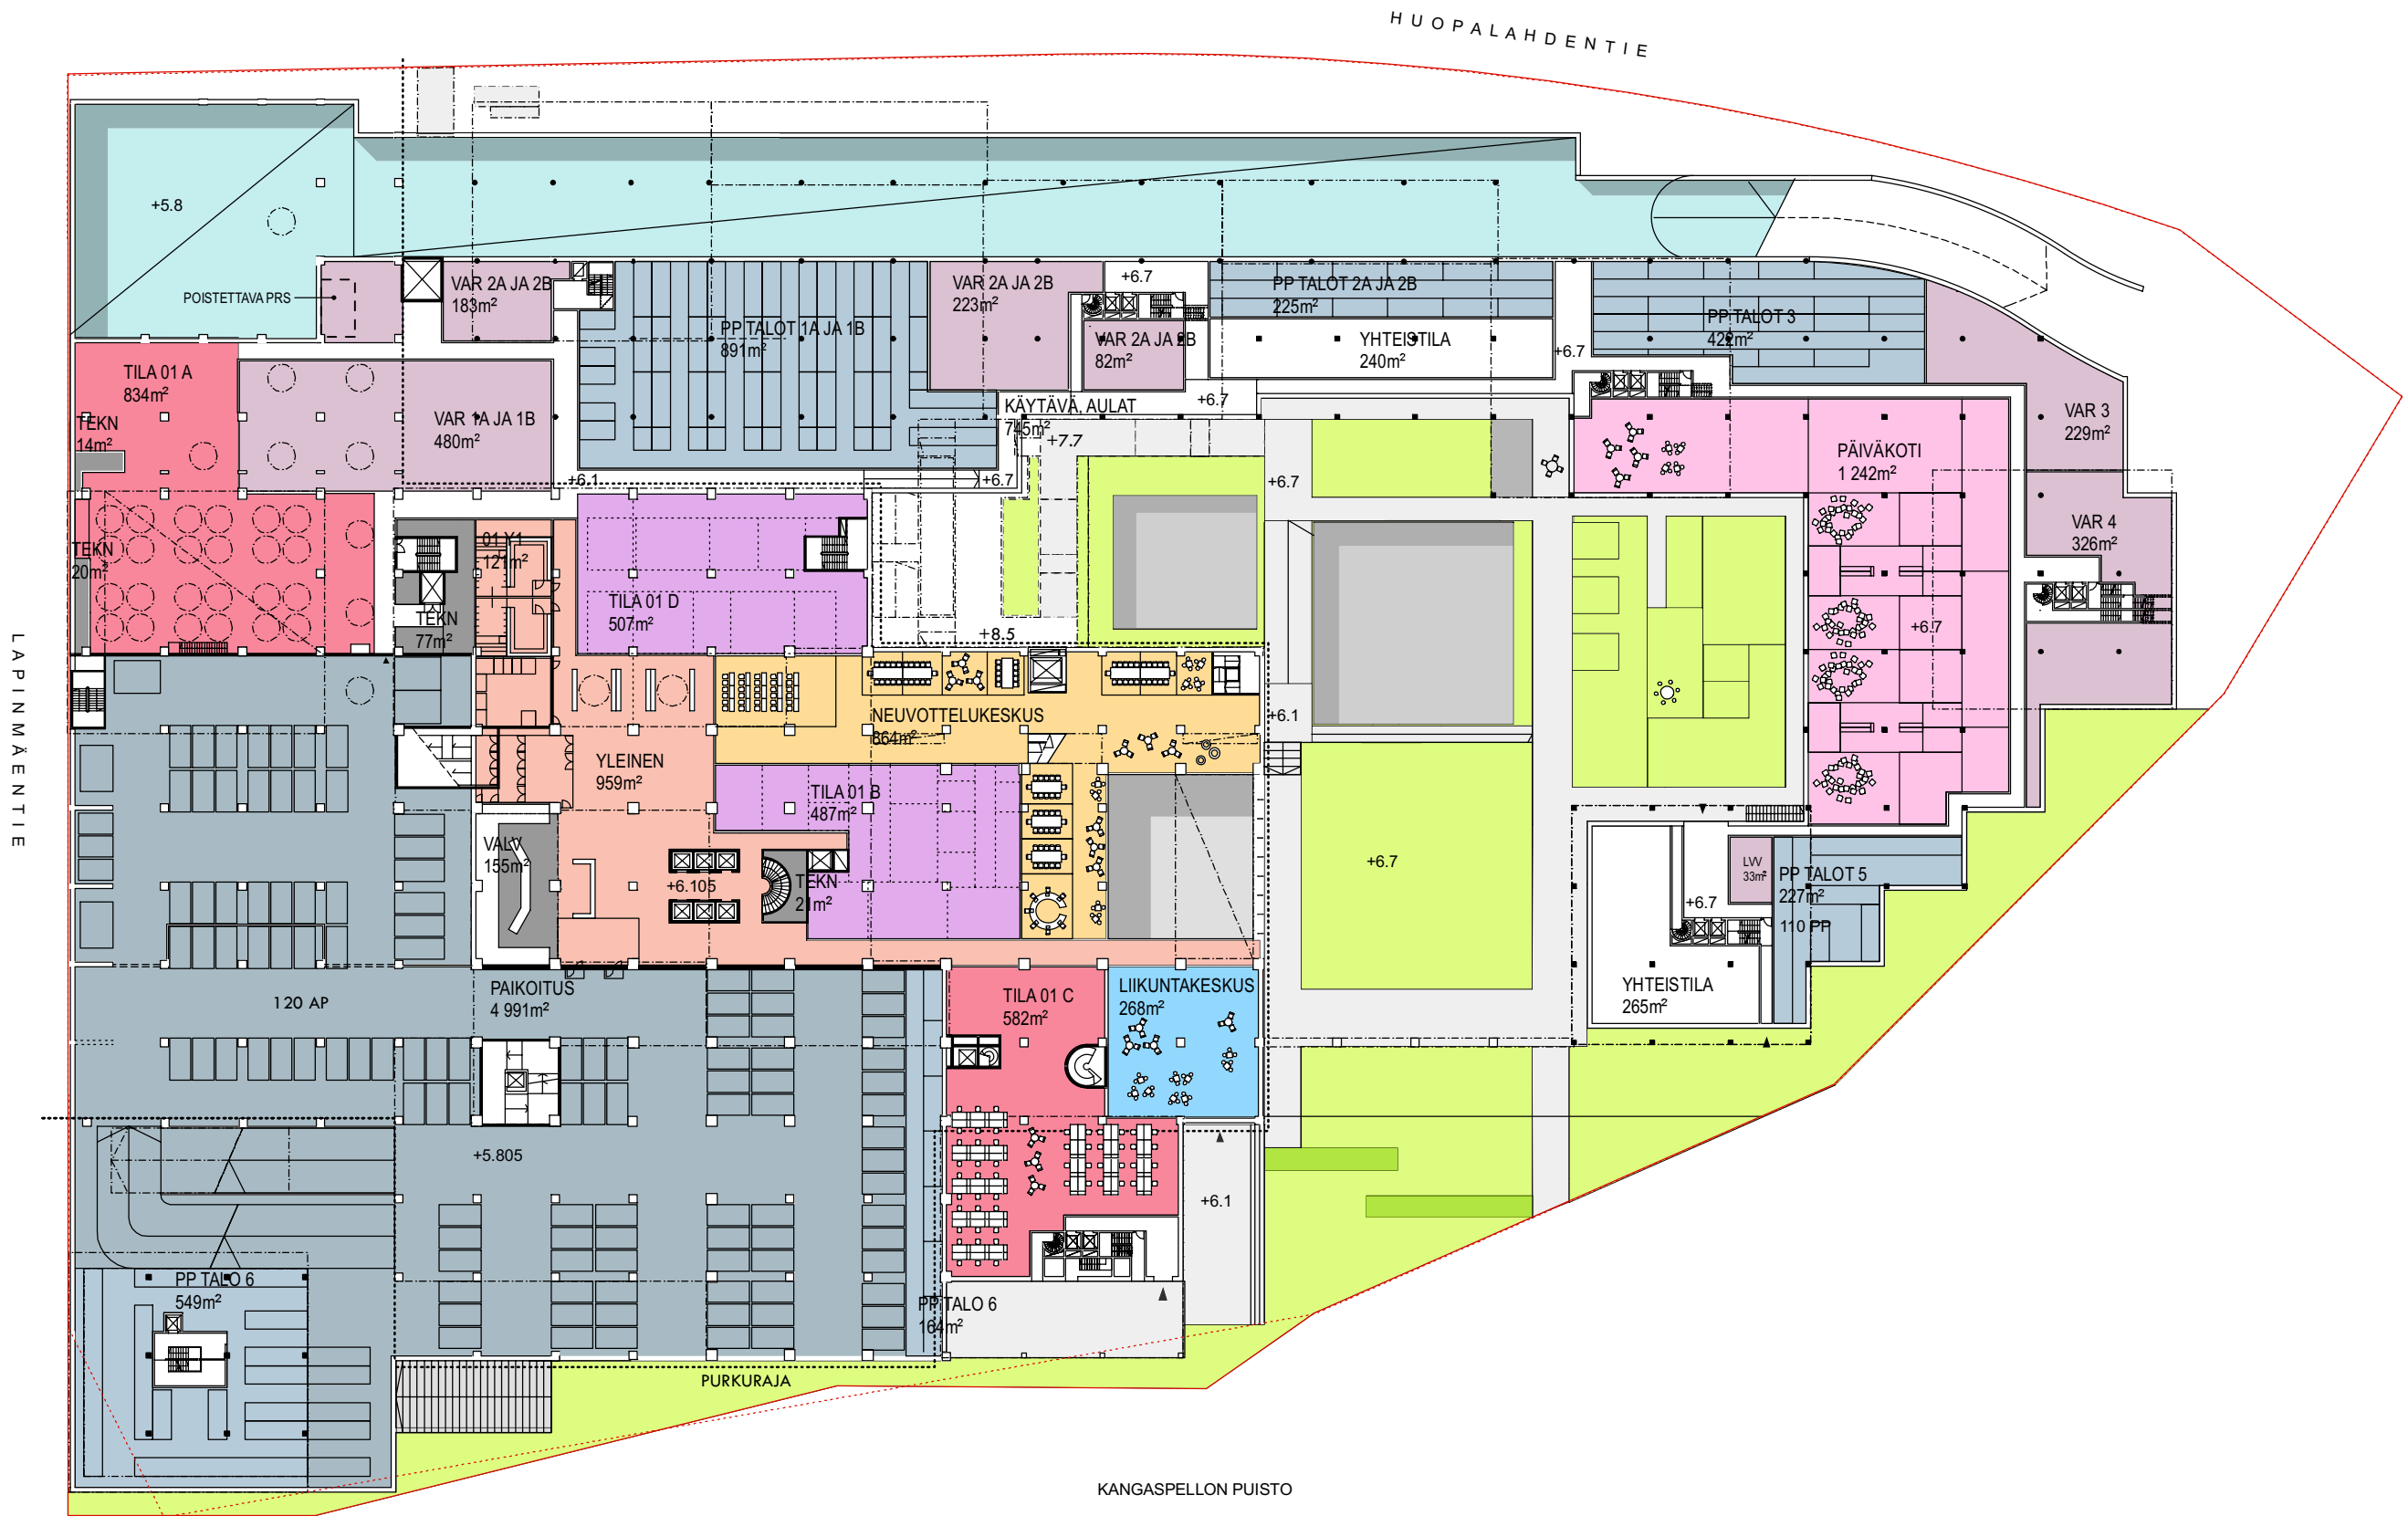 HUOPALAHDENTIE
+5.8
POISTETTAVA PRS
VAR 2A JA 2B
183m²
PP TALOT 1A JA 1B
891m²
VAR 2A JA 2B
223m²
+6.7
VAR 2A JA 2B
82m²
PP TALOT 2A JA 2B
225m²
YHTEISTILA
240m²
+6.7
PP TALOT 3
422m²
TILA 01 A
834m²
TEKN
14m²
VAR 1A JA 1B
480m²
KÄYTÄVÄ, AULAT
745m²
+7.7
+6.7
+6.7
+6.7
+6.1
PÄIVÄKOTI
1 242m²
VAR 3
229m²
VAR 4
326m²
TEKN
20m²
01 Y1
121m²
TEKN
77m²
TILA 01 D
507m²
+8.5
+6.7
LAPINMÄENTIE
NEUVOTTELUKESKUS
864m²
+6.1
YLEINEN
959m²
TILA 01 B
487m²
VALV
155m²
+6.105
TEKN
21m²
+6.7
LVV
33m²
PP TALOT 5
227m²
110 PP
+6.7
YHTEISTILA
265m²
120 AP
PAIKOITUS
4 991m²
TILA 01 C
582m²
LIIKUNTAKESKUS
268m²
+5.805
+6.1
PP TALO 6
549m²
PP TALO 6
164m²
PURKURAJA
KANGASPELLON PUISTO